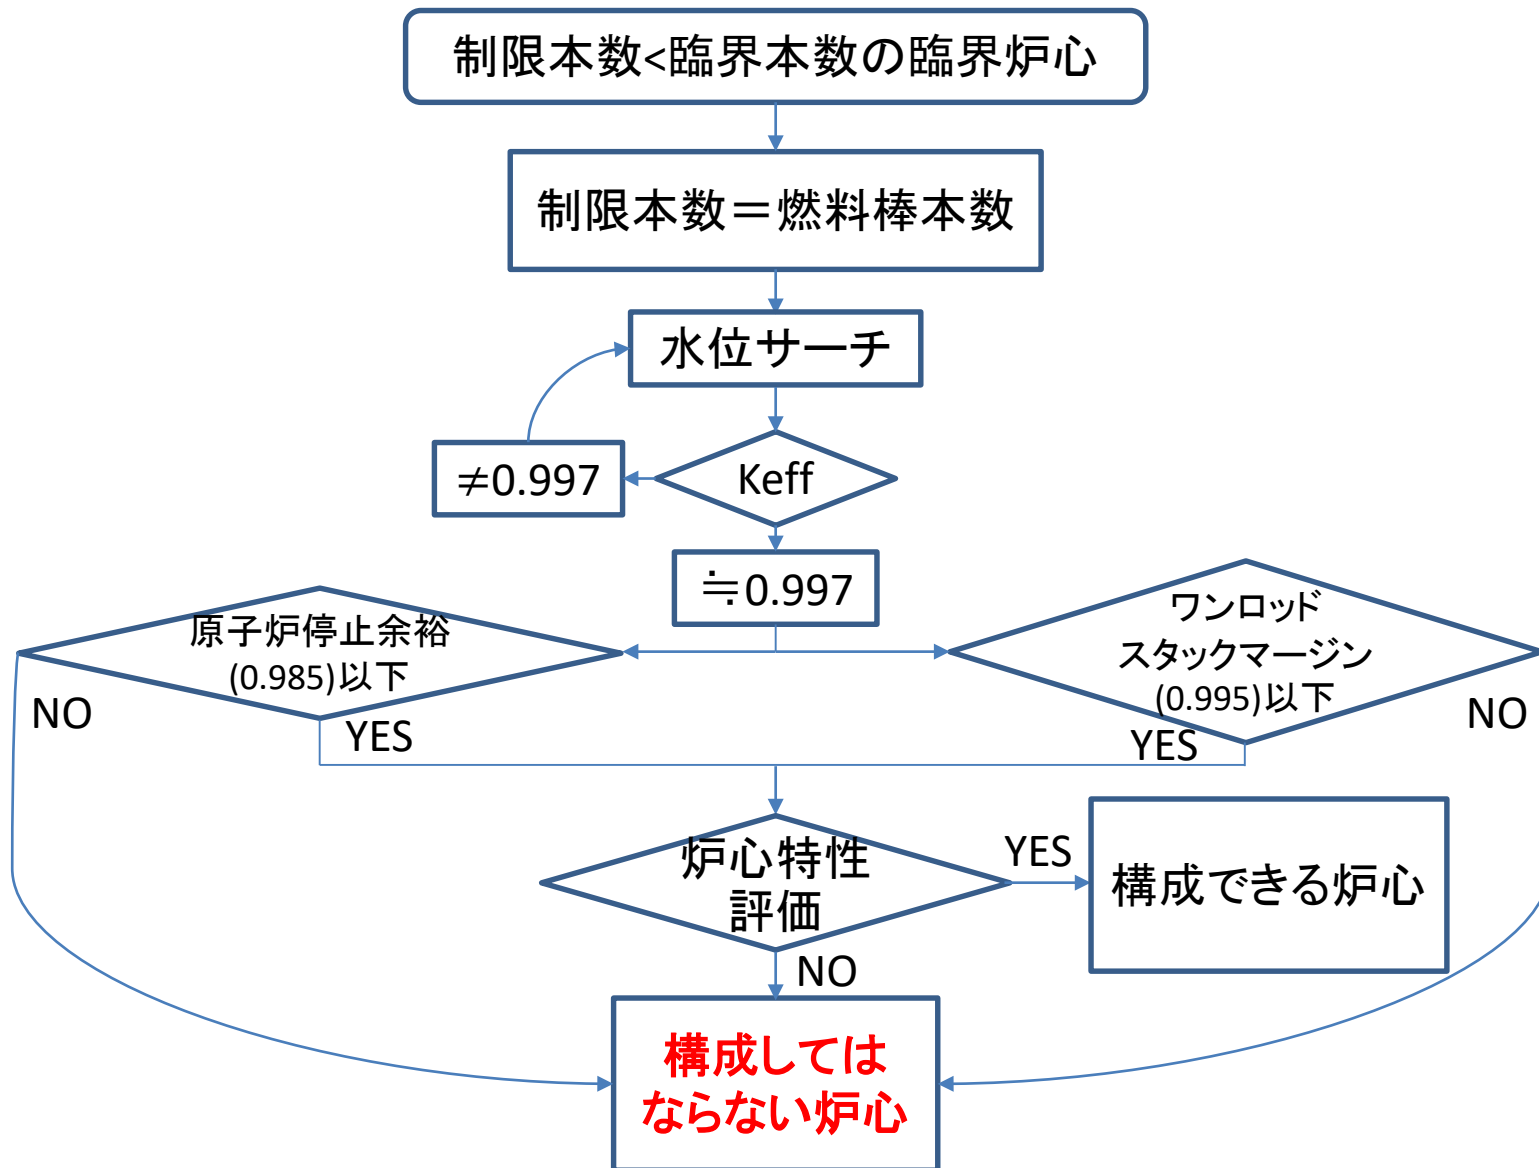 制限本数<臨界本数の臨界炉心
制限本数＝燃料棒本数
水位サーチ
≠0.997
Keff
≒0.997
原子炉停止余裕
(0.985)以下
ワンロッド
スタックマージン
(0.995)以下
NO
YES
YES
NO
炉心特性
評価
YES
構成できる炉心
NO
構成しては
ならない炉心